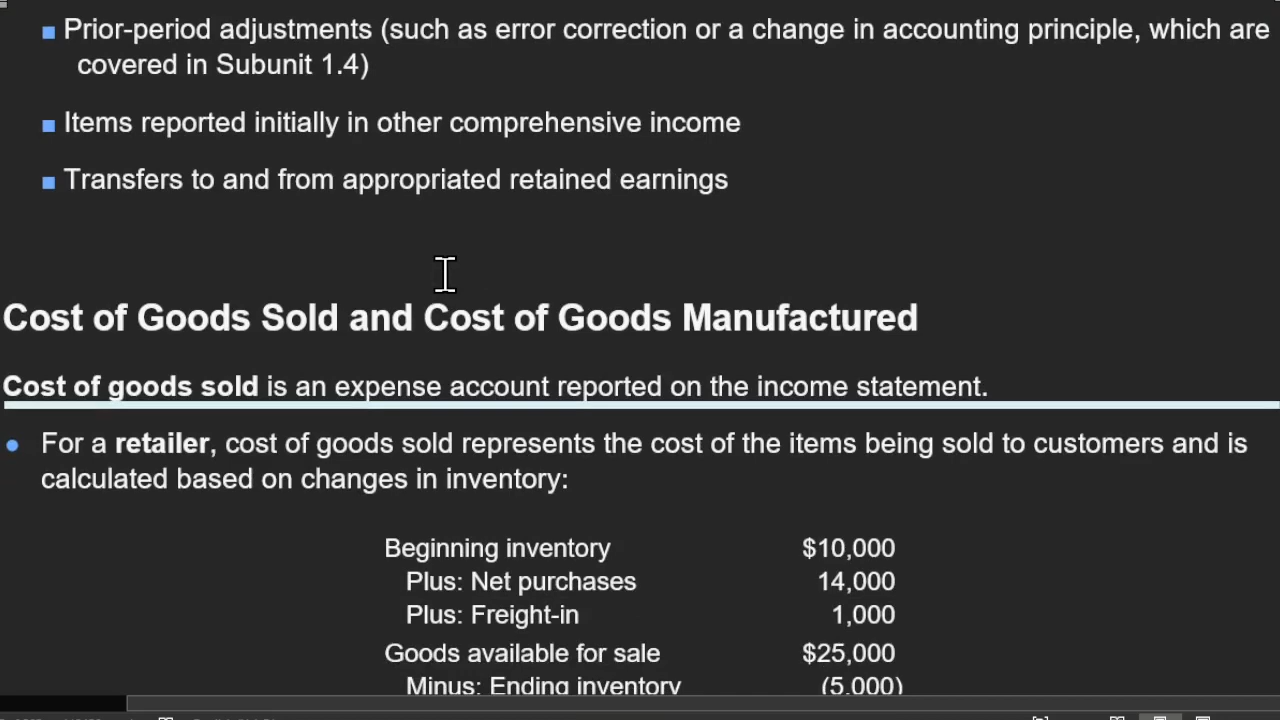 Prior-period adjustments (such as error correction or a change in accounting principle, which are
covered in Subunit 1.4)
Items reported initially in other comprehensive income
Transfers to and from appropriated retained earnings
Cost of Goods Sold and Cost of Goods Manufactured
Cost of goods sold is an expense account reported on the income statement.
For a retailer, cost of goods sold represents the cost of the items being sold to customers and is
calculated based on changes in inventory:
Beginning inventory $10,000
Plus: Net purchases 14,000
Plus: Freight-in 1,000
Goods available for sale $25,000
Minus: Ending inventory (5,000)